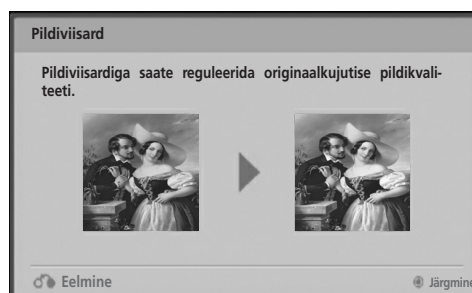 Pildiviisard
Pildiviisardiga saate reguleerida originaalkujutise pildikvali-
teeti.
Eelmine
Järgmine